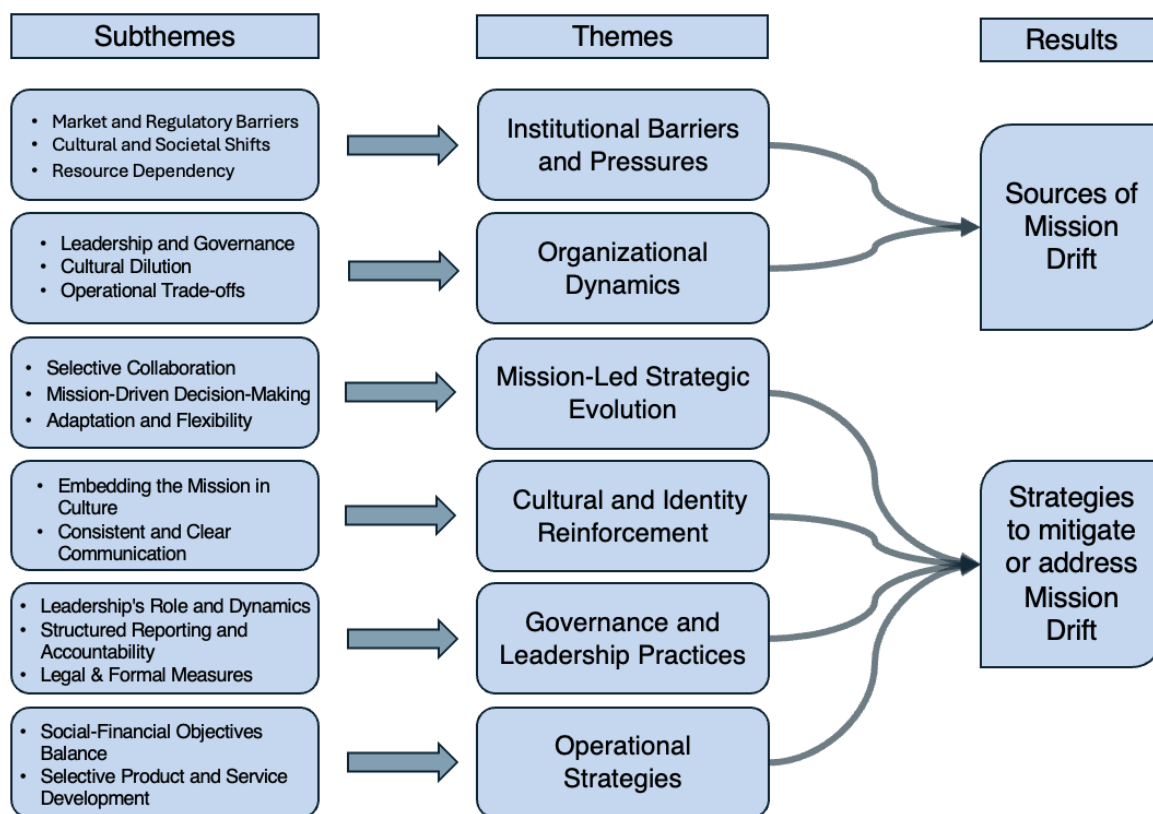 Subthemes
Themes
Results
• Market and Regulatory Barriers
• Cultural and Societal Shifts
• Resource Dependency
Institutional Barriers
and Pressures
• Leadership and Governance
• Cultural Dilution
• Operational Trade-offs
Organizational
Dynamics
Sources of
Mission
Drift
• Selective Collaboration
• Mission-Driven Decision-Making
• Adaptation and Flexibility
Mission-Led Strategic
Evolution
• Embedding the Mission in
Culture
• Consistent and Clear
Communication
Cultural and Identity
Reinforcement
• Leadership's Role and Dynamics
• Structured Reporting and
Accountability
• Legal & Formal Measures
Governance and
Leadership Practices
• Social-Financial Objectives
Balance
• Selective Product and Service
Development
Operational
Strategies
Strategies
to mitigate
or address
Mission
Drift